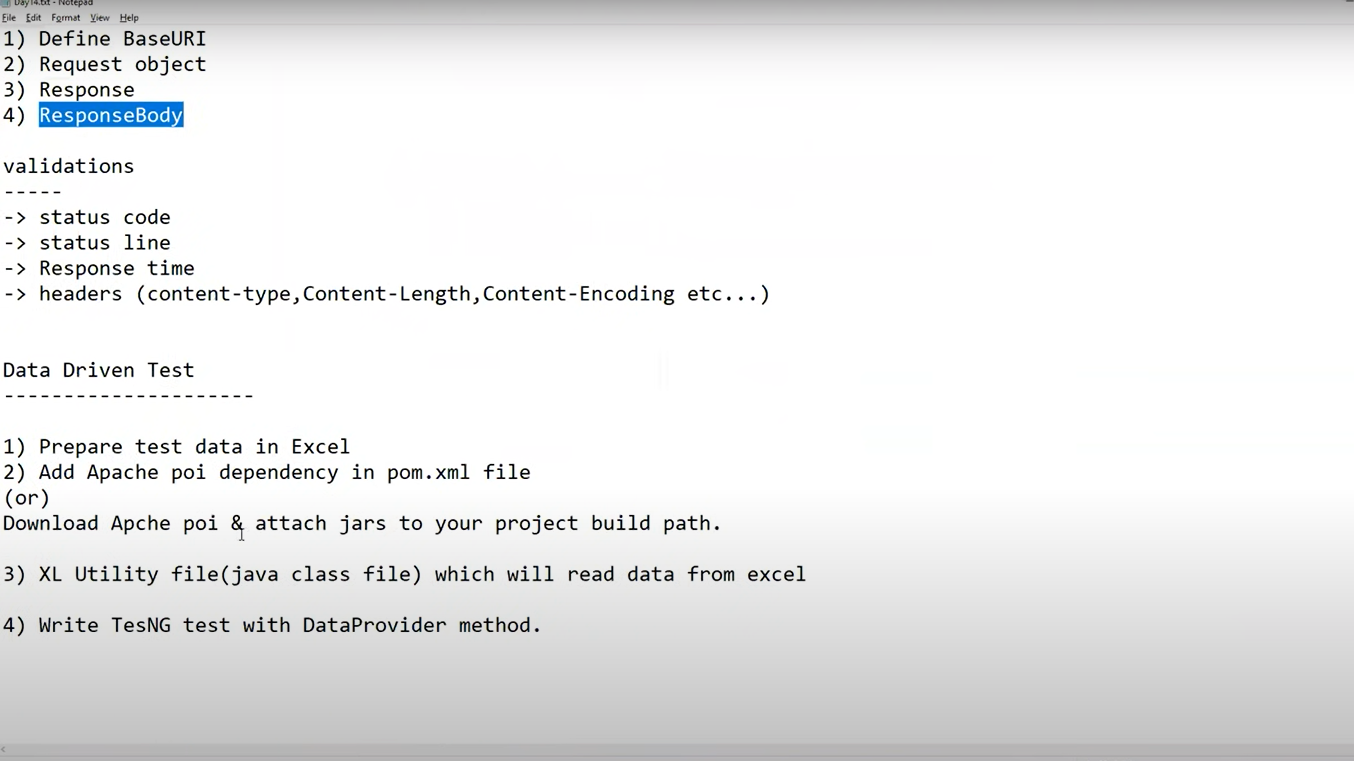 Day14.txt - Notepad
File Edit Format View Help
1) Define BaseURI
2) Request object
3) Response
4) ResponseBody
validations
-----
-> status code
-> status line
-> Response time
-> headers (content-type,Content-Length,Content-Encoding etc...)
Data Driven Test
---------------------
1) Prepare test data in Excel
2) Add Apache poi dependency in pom.xml file
(or)
Download Apche poi & attach jars to your project build path.
3) XL Utility file(java class file) which will read data from excel
4) Write TesNG test with DataProvider method.